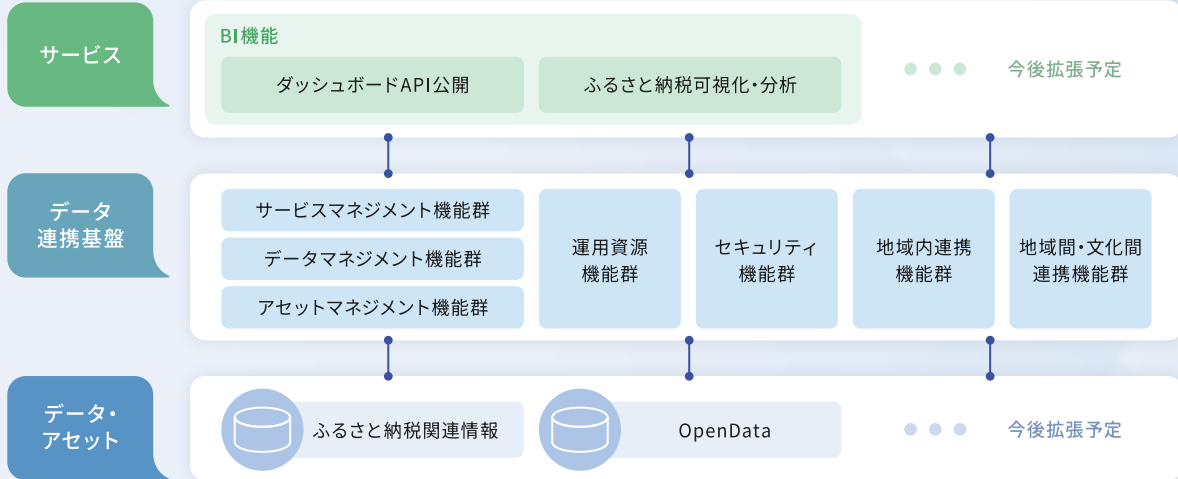 サービス
BI機能
ダッシュボードAPI公開
ふるさと納税可視化・分析
今後拡張予定
データ
連携基盤
サービスマネジメント機能群
データマネジメント機能群
アセットマネジメント機能群
運用資源
機能群
セキュリティ
機能群
地域内連携
機能群
地域間・文化間
連携機能群
データ・
アセット
ふるさと納税関連情報
OpenData
今後拡張予定